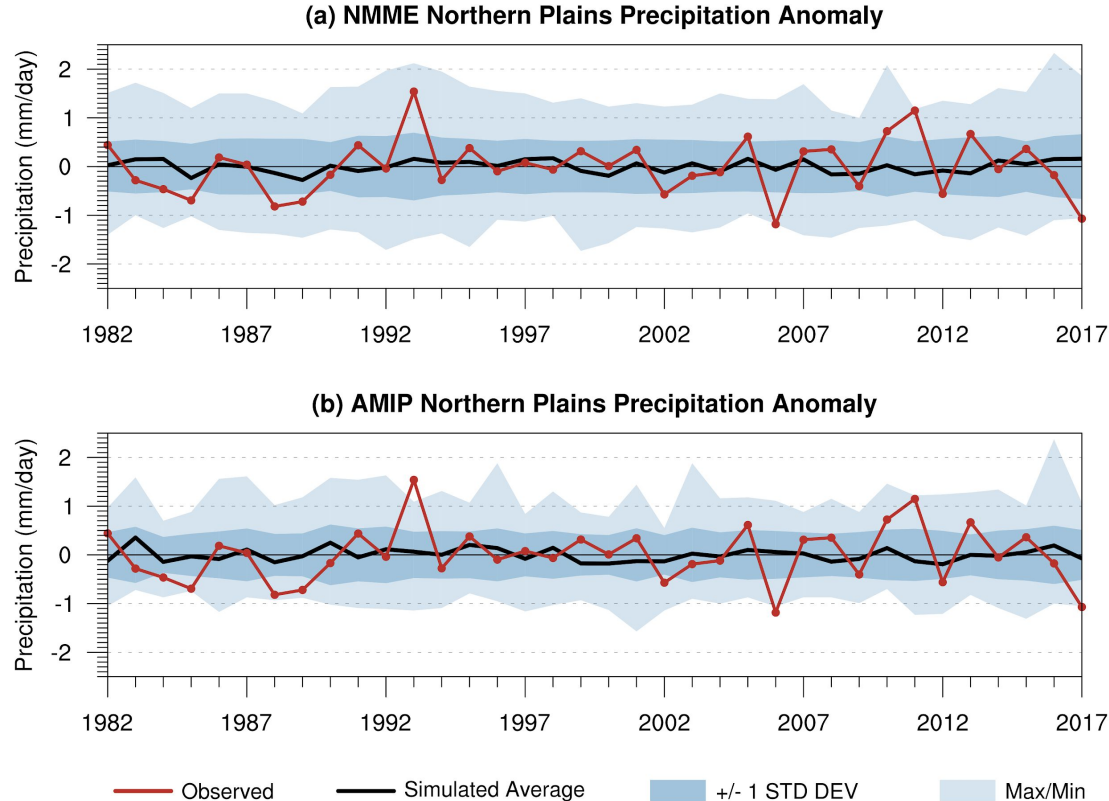 (a) NMME Northern Plains Precipitation Anomaly
Precipitation (mm/day)
2
1
0
-1
-2
1982 1987 1992 1997 2002 2007 2012 2017
(b) AMIP Northern Plains Precipitation Anomaly
Precipitation (mm/day)
2
1
0
-1
-2
1982 1987 1992 1997 2002 2007 2012 2017
Observed Simulated Average +/- 1 STD DEV Max/Min